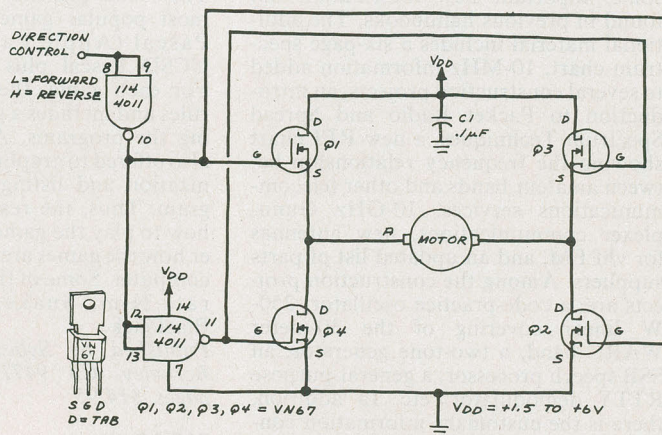 DIRECTION
CONTROL
8 9
L=FORWARD
H=REVERSE
1/4
4011
10
VDD
C1
.1µF
D
G
Q1
S
D
Q3
G
S
A
MOTOR
VDD
14
12
1/4
4011
11
13
7
D
G
Q4
S
D
Q2
G
S
VN
67
S G D
D=TAB
Q1, Q2, Q3, Q4 = VN67
VDD = +1.5 TO +6V